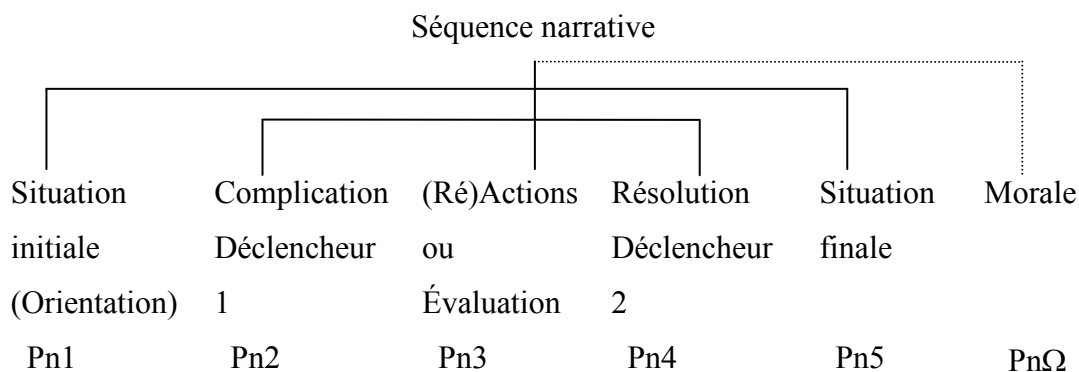 Séquence narrative
Situation Complication (Ré)Actions Résolution Situation Morale
initiale Déclencheur ou Déclencheur finale
(Orientation) 1 Évaluation 2
Pn1 Pn2 Pn3 Pn4 Pn5 PnΩ